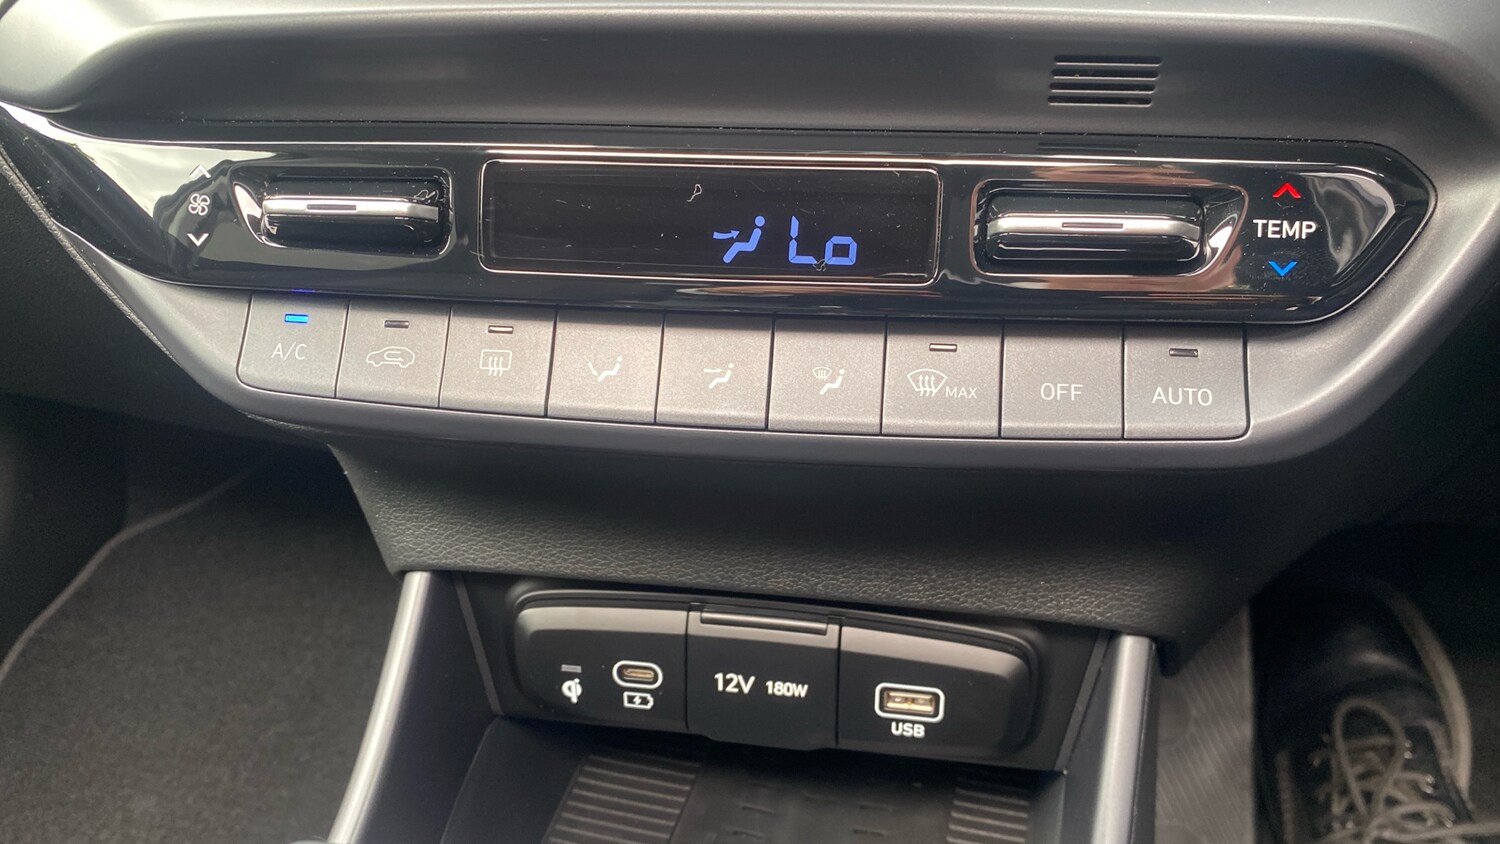 Lo
TEMP
A/C
MAX
OFF
AUTO
12V 180W
USB